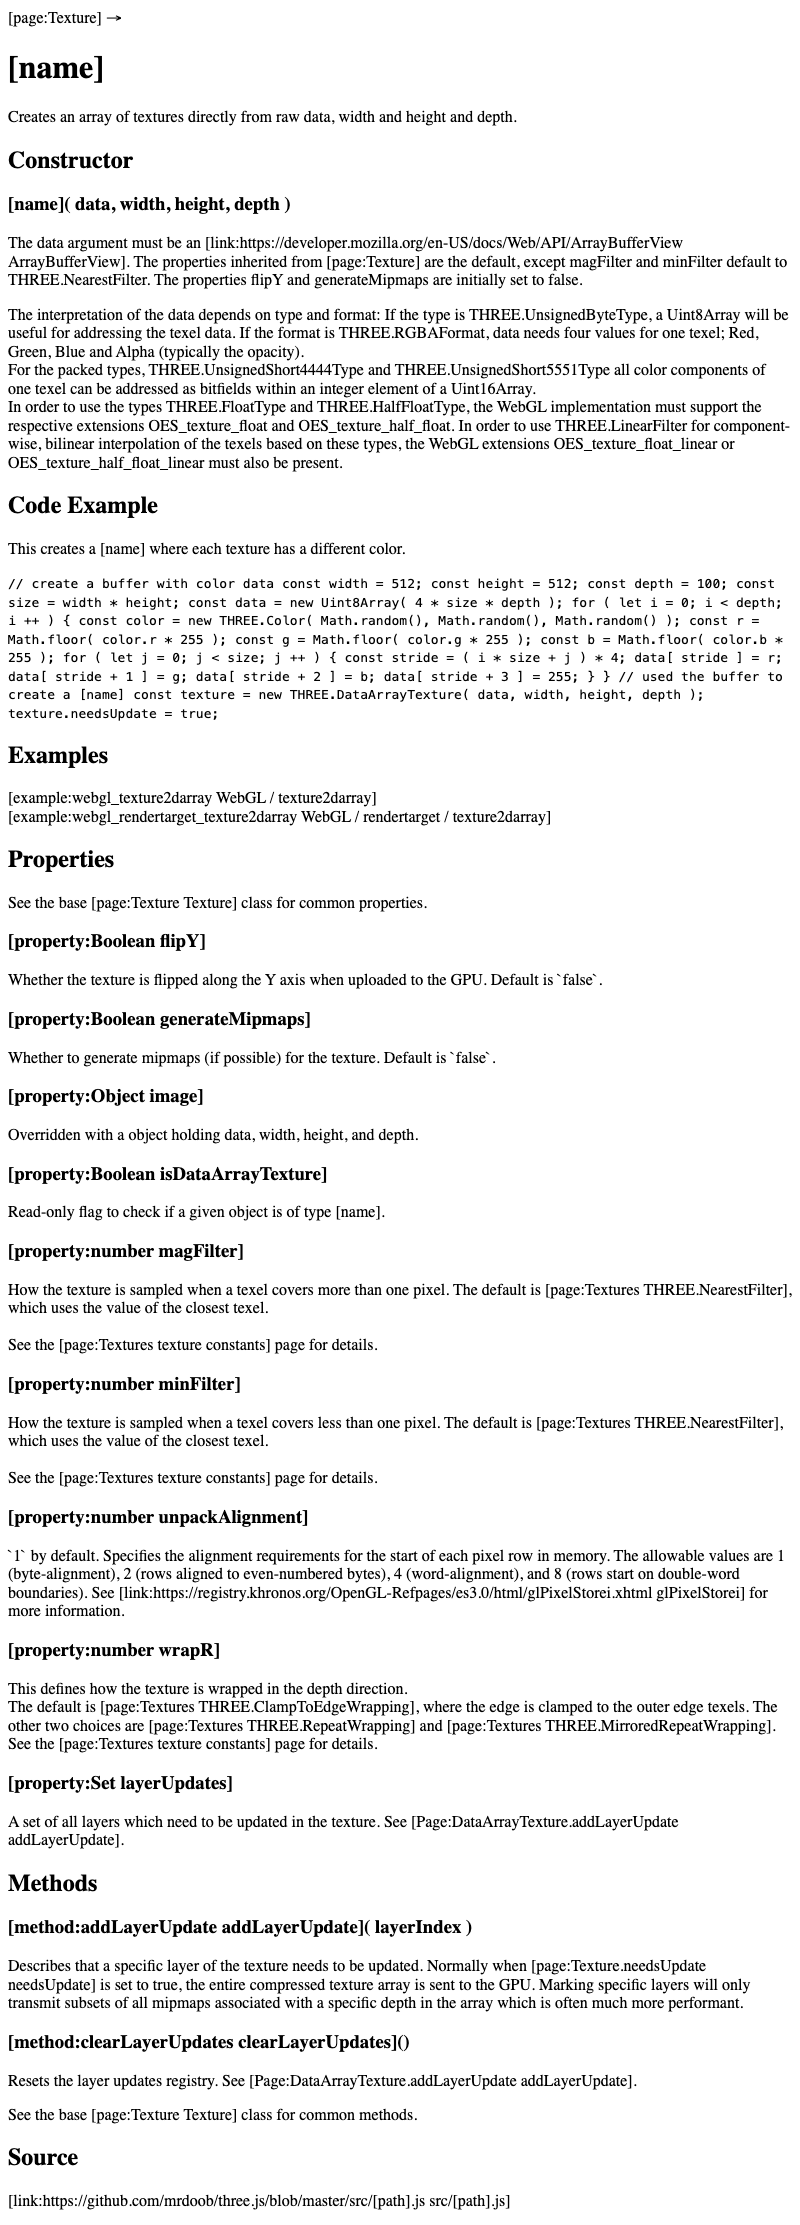 [page:Texture] →
[name]
Creates an array of textures directly from raw data, width and height and depth.
Constructor
[name]( data, width, height, depth )
The data argument must be an [link:https://developer.mozilla.org/en-US/docs/Web/API/ArrayBufferView
ArrayBufferView]. The properties inherited from [page:Texture] are the default, except magFilter and minFilter default to
THREE.NearestFilter. The properties flipY and generateMipmaps are initially set to false.
The interpretation of the data depends on type and format: If the type is THREE.UnsignedByteType, a Uint8Array will be
useful for addressing the texel data. If the format is THREE.RGBAFormat, data needs four values for one texel; Red,
Green, Blue and Alpha (typically the opacity).
For the packed types, THREE.UnsignedShort4444Type and THREE.UnsignedShort5551Type all color components of
one texel can be addressed as bitfields within an integer element of a Uint16Array.
In order to use the types THREE.FloatType and THREE.HalfFloatType, the WebGL implementation must support the
respective extensions OES_texture_float and OES_texture_half_float. In order to use THREE.LinearFilter for component-
wise, bilinear interpolation of the texels based on these types, the WebGL extensions OES_texture_float_linear or
OES_texture_half_float_linear must also be present.
Code Example
This creates a [name] where each texture has a different color.
// create a buffer with color data const width = 512; const height = 512; const depth = 100; const
size = width * height; const data = new Uint8Array( 4 * size * depth ); for ( let i = 0; i < depth;
i ++ ) { const color = new THREE.Color( Math.random(), Math.random(), Math.random() ); const r =
Math.floor( color.r * 255 ); const g = Math.floor( color.g * 255 ); const b = Math.floor( color.b *
255 ); for ( let j = 0; j < size; j ++ ) { const stride = ( i * size + j ) * 4; data[ stride ] = r;
data[ stride + 1 ] = g; data[ stride + 2 ] = b; data[ stride + 3 ] = 255; } } // used the buffer to
create a [name] const texture = new THREE.DataArrayTexture( data, width, height, depth );
texture.needsUpdate = true;
Examples
[example:webgl_texture2darray WebGL / texture2darray]
[example:webgl_rendertarget_texture2darray WebGL / rendertarget / texture2darray]
Properties
See the base [page:Texture Texture] class for common properties.
[property:Boolean flipY]
Whether the texture is flipped along the Y axis when uploaded to the GPU. Default is `false`.
[property:Boolean generateMipmaps]
Whether to generate mipmaps (if possible) for the texture. Default is `false`.
[property:Object image]
Overridden with a object holding data, width, height, and depth.
[property:Boolean isDataArrayTexture]
Read-only flag to check if a given object is of type [name].
[property:number magFilter]
How the texture is sampled when a texel covers more than one pixel. The default is [page:Textures THREE.NearestFilter],
which uses the value of the closest texel.
See the [page:Textures texture constants] page for details.
[property:number minFilter]
How the texture is sampled when a texel covers less than one pixel. The default is [page:Textures THREE.NearestFilter],
which uses the value of the closest texel.
See the [page:Textures texture constants] page for details.
[property:number unpackAlignment]
`1` by default. Specifies the alignment requirements for the start of each pixel row in memory. The allowable values are 1
(byte-alignment), 2 (rows aligned to even-numbered bytes), 4 (word-alignment), and 8 (rows start on double-word
boundaries). See [link:https://registry.khronos.org/OpenGL-Refpages/es3.0/html/glPixelStorei.xhtml glPixelStorei] for
more information.
[property:number wrapR]
This defines how the texture is wrapped in the depth direction.
The default is [page:Textures THREE.ClampToEdgeWrapping], where the edge is clamped to the outer edge texels. The
other two choices are [page:Textures THREE.RepeatWrapping] and [page:Textures THREE.MirroredRepeatWrapping].
See the [page:Textures texture constants] page for details.
[property:Set layerUpdates]
A set of all layers which need to be updated in the texture. See [Page:DataArrayTexture.addLayerUpdate
addLayerUpdate].
Methods
[method:addLayerUpdate addLayerUpdate]( layerIndex )
Describes that a specific layer of the texture needs to be updated. Normally when [page:Texture.needsUpdate
needsUpdate] is set to true, the entire compressed texture array is sent to the GPU. Marking specific layers will only
transmit subsets of all mipmaps associated with a specific depth in the array which is often much more performant.
[method:clearLayerUpdates clearLayerUpdates]()
Resets the layer updates registry. See [Page:DataArrayTexture.addLayerUpdate addLayerUpdate].
See the base [page:Texture Texture] class for common methods.
Source
[link:https://github.com/mrdoob/three.js/blob/master/src/[path].js src/[path].js]